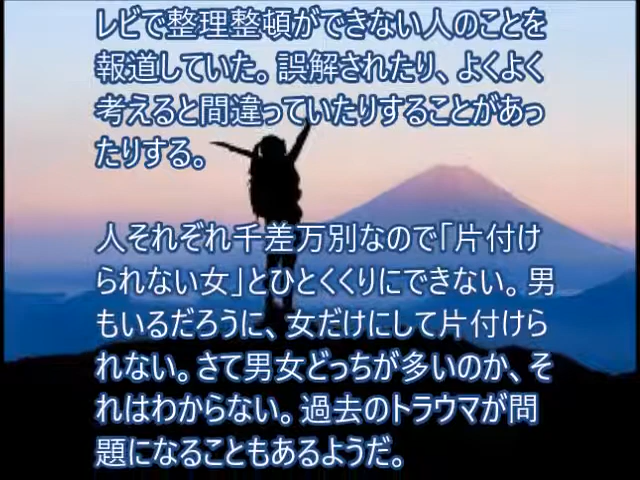 レビで整理整頓ができない人のことを
報道していた。誤解されたり、よくよく
考えると間違っていたりすることがあっ
たりする。
人それぞれ千差万別なので「片付け
られない女」とひとくくりにできない。男
もいるだろうに、女だけにして片付けら
れない。さて男女どっちが多いのか、そ
れはわからない。過去のトラウマが問
題になることもあるようだ。